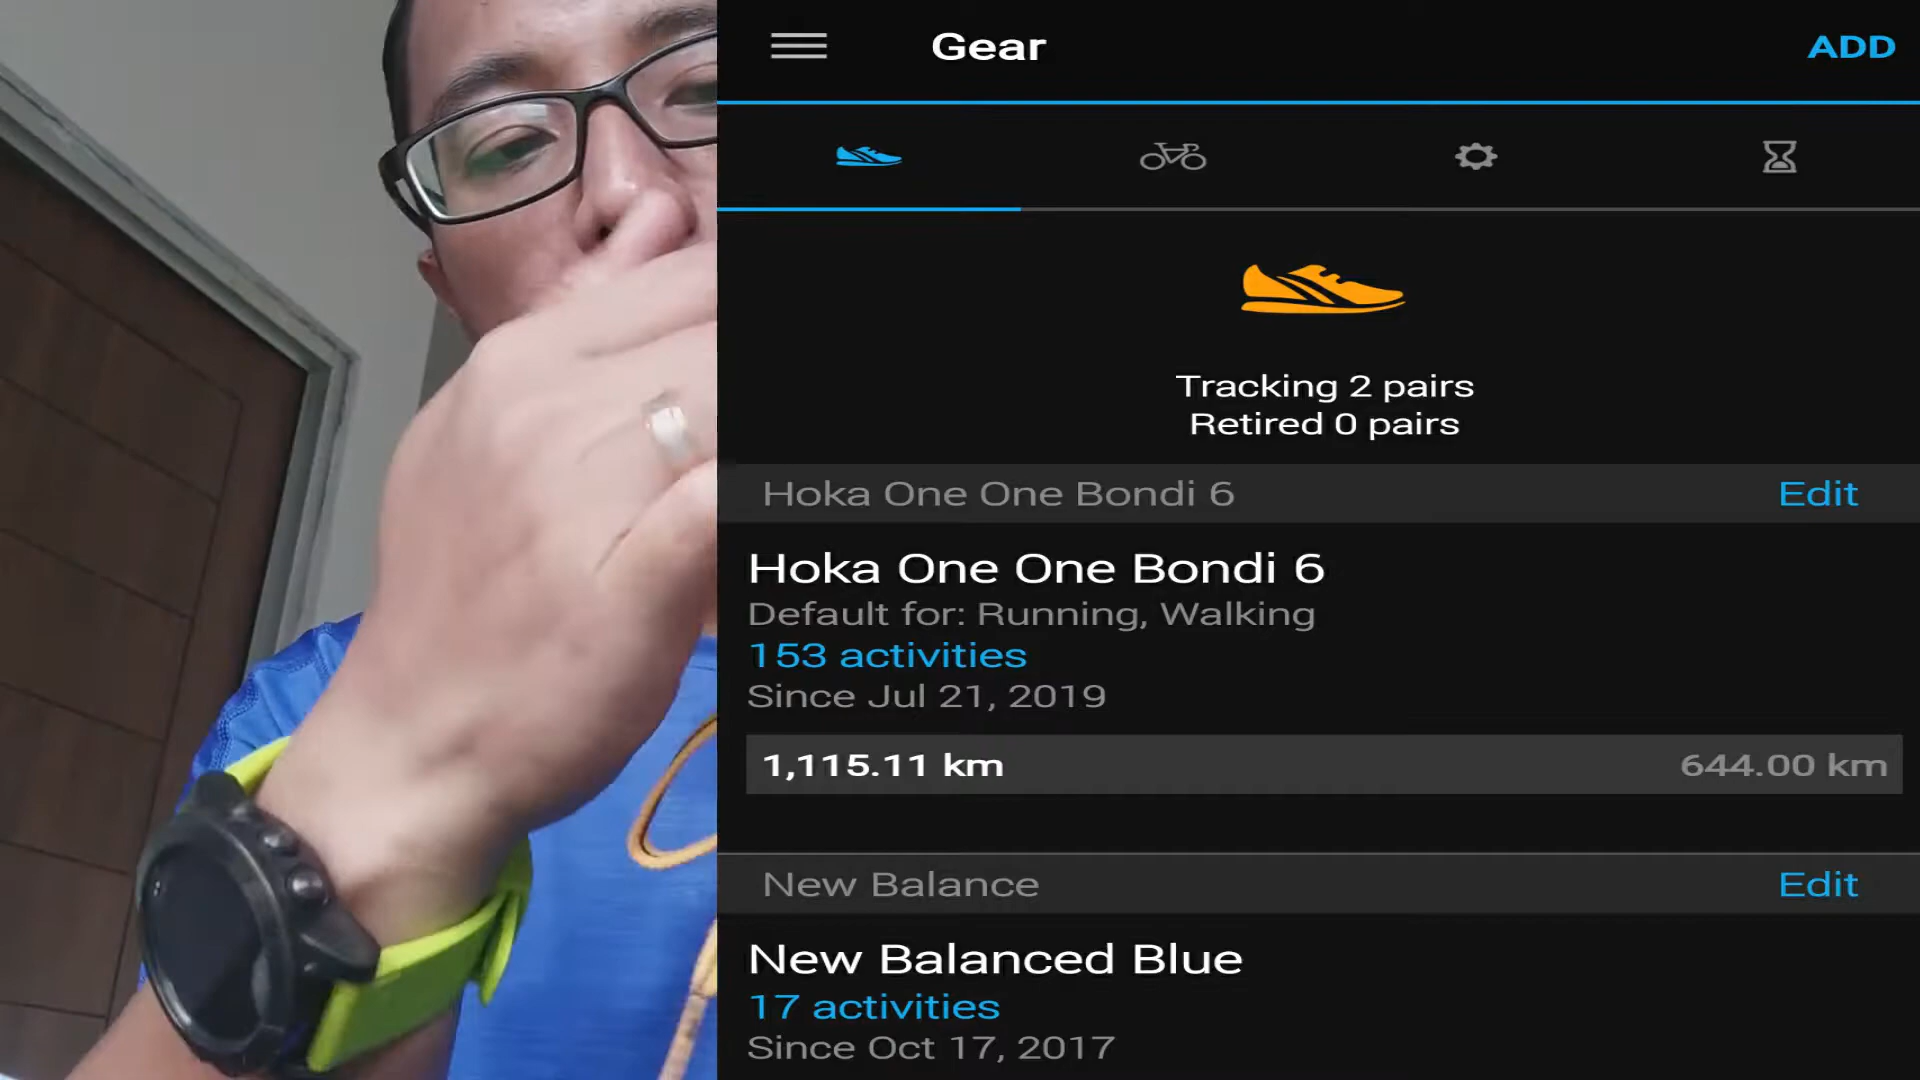 Gear
ADD
Tracking 2 pairs
Retired 0 pairs
Hoka One One Bondi 6
Edit
Hoka One One Bondi 6
Default for: Running, Walking
153 activities
Since Jul 21, 2019
1,115.11 km
644.00 km
New Balance
Edit
New Balanced Blue
17 activities
Since Oct 17, 2017